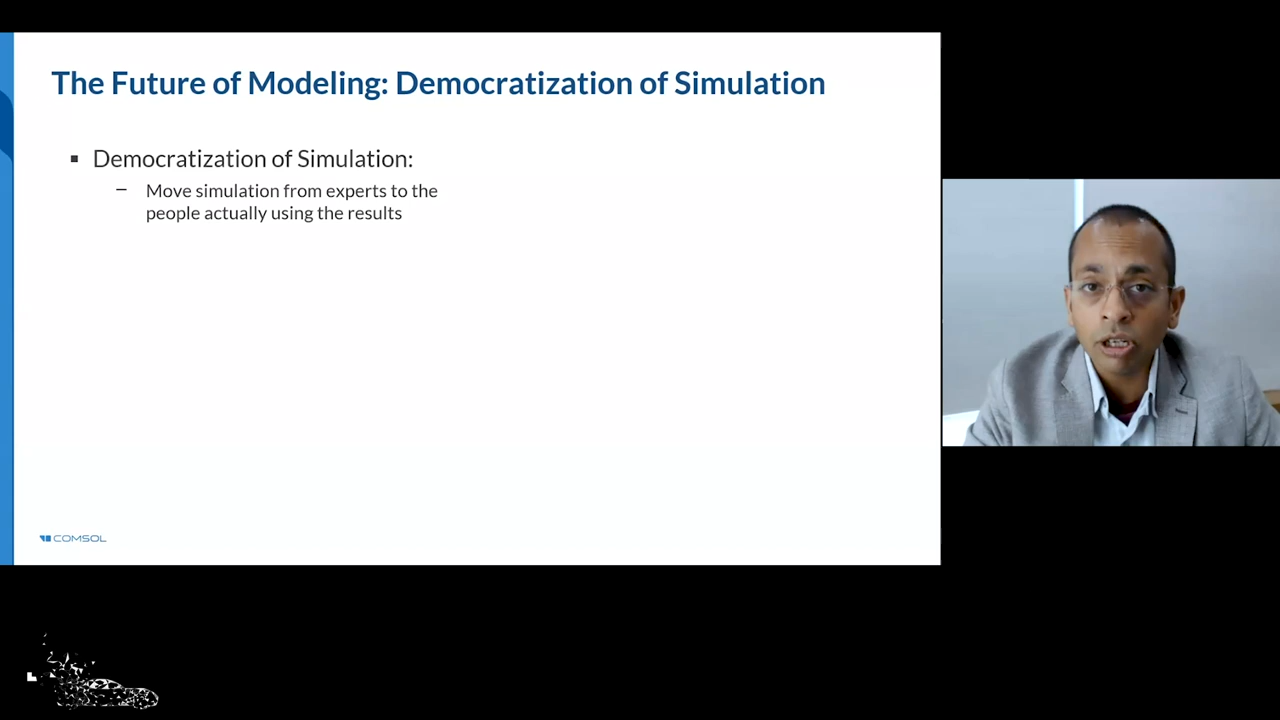 The Future of Modeling: Democratization of Simulation
▪ Democratization of Simulation:
– Move simulation from experts to the
people actually using the results
COMSOL